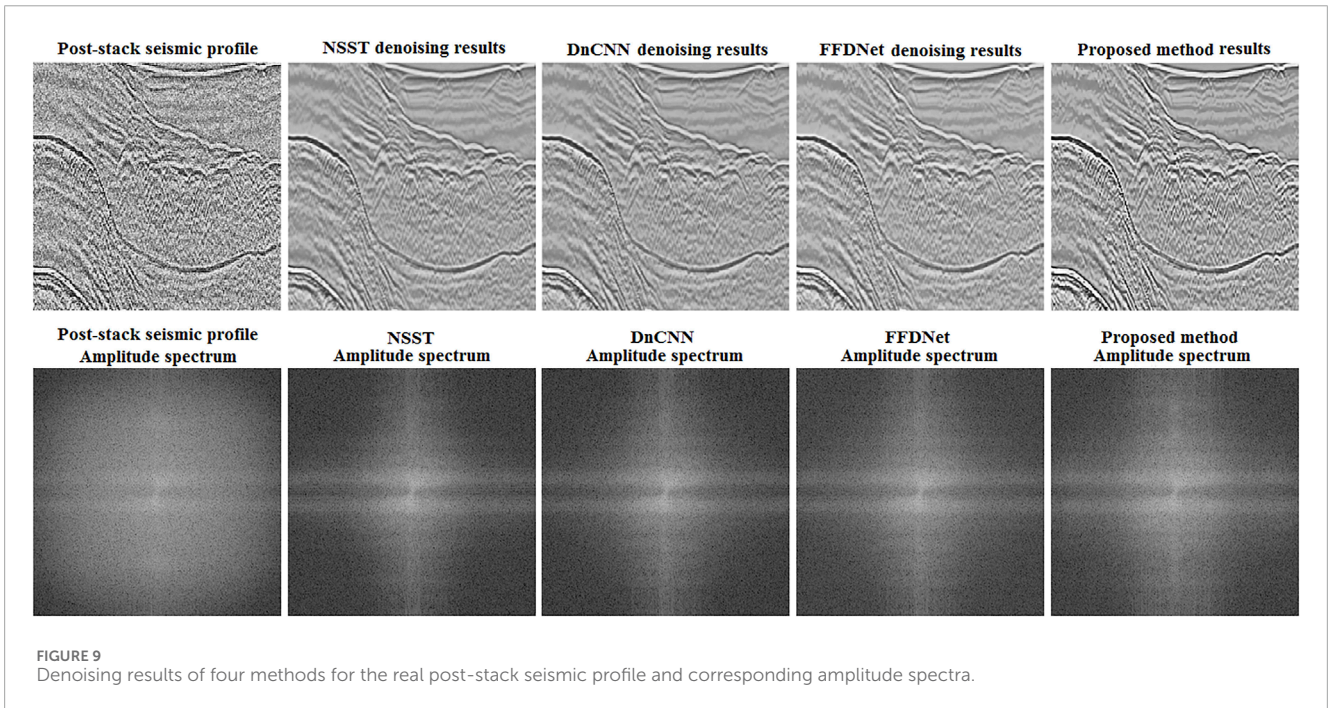 Post-stack seismic profile
NSST denoising results
DnCNN denoising results
FFDNet denoising results
Proposed method results
Post-stack seismic profile
Amplitude spectrum
NSST
Amplitude spectrum
DnCNN
Amplitude spectrum
FFDNet
Amplitude spectrum
Proposed method
Amplitude spectrum
FIGURE 9
Denoising results of four methods for the real post-stack seismic profile and corresponding amplitude spectra.